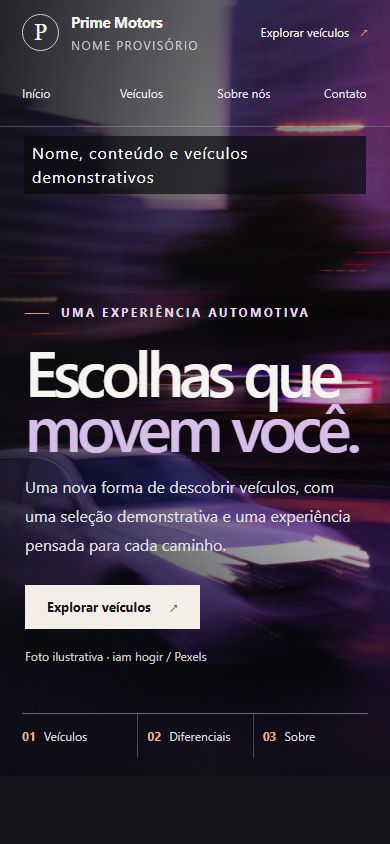 P
Prime Motors
NOME PROVISÓRIO
Explorar veículos ↗
Início Veículos Sobre nós Contato
Nome, conteúdo e veículos
demonstrativos
UMA EXPERIÊNCIA AUTOMOTIVA
Escolhas que
movem você.
Uma nova forma de descobrir veículos, com
uma seleção demonstrativa e uma experiência
pensada para cada caminho.
Explorar veículos ↗
Foto ilustrativa · iam hogir / Pexels
01 Veículos 02 Diferenciais 03 Sobre